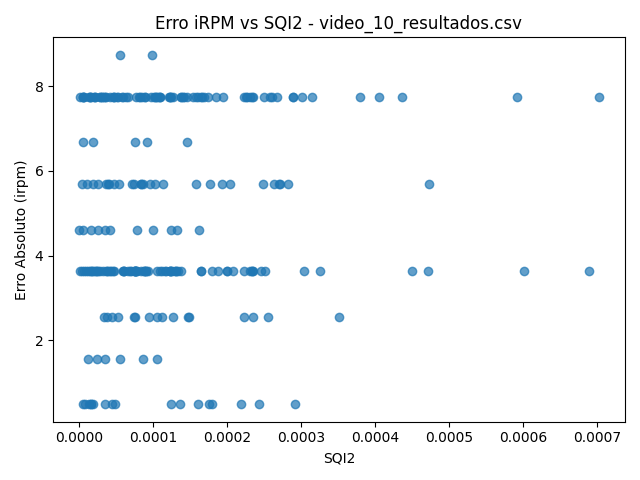 Erro iRPM vs SQI2 - video_10_resultados.csv
Erro Absoluto (irpm)
8
6
4
2
0.0000 0.0001 0.0002 0.0003 0.0004 0.0005 0.0006 0.0007
SQI2